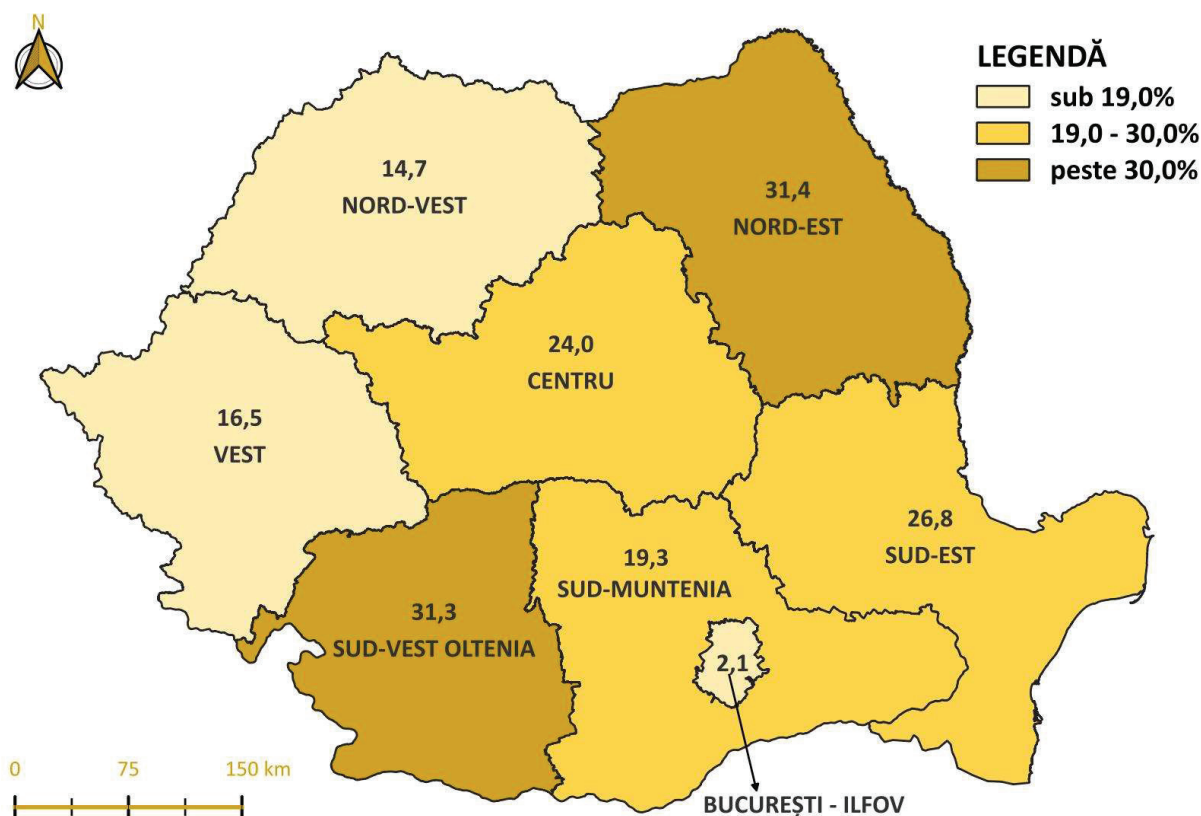 N
LEGENDĂ
sub 19,0%
19,0 - 30,0%
peste 30,0%
14,7
NORD-VEST
31,4
NORD-EST
24,0
CENTRU
16,5
VEST
26,8
SUD-EST
19,3
SUD-MUNTENIA
31,3
SUD-VEST OLTENIA
2,1
BUCUREȘTI - ILFOV
0 75 150 km